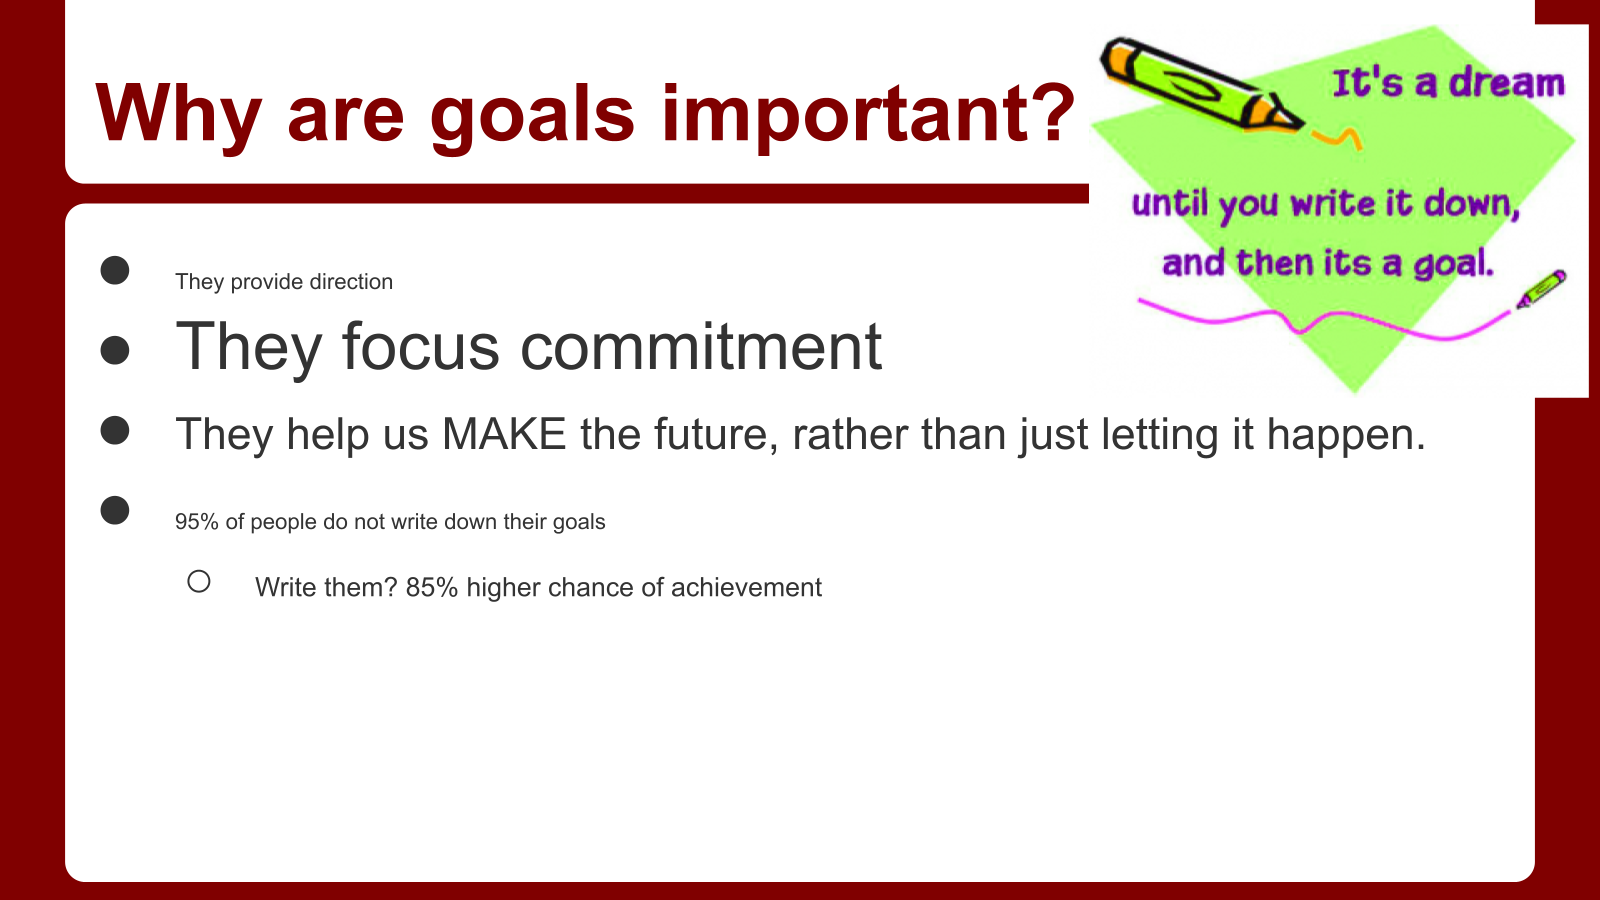 Why are goals important?
It's a dream
until you write it down,
and then its a goal.
They provide direction
They focus commitment
They help us MAKE the future, rather than just letting it happen.
95% of people do not write down their goals
Write them? 85% higher chance of achievement